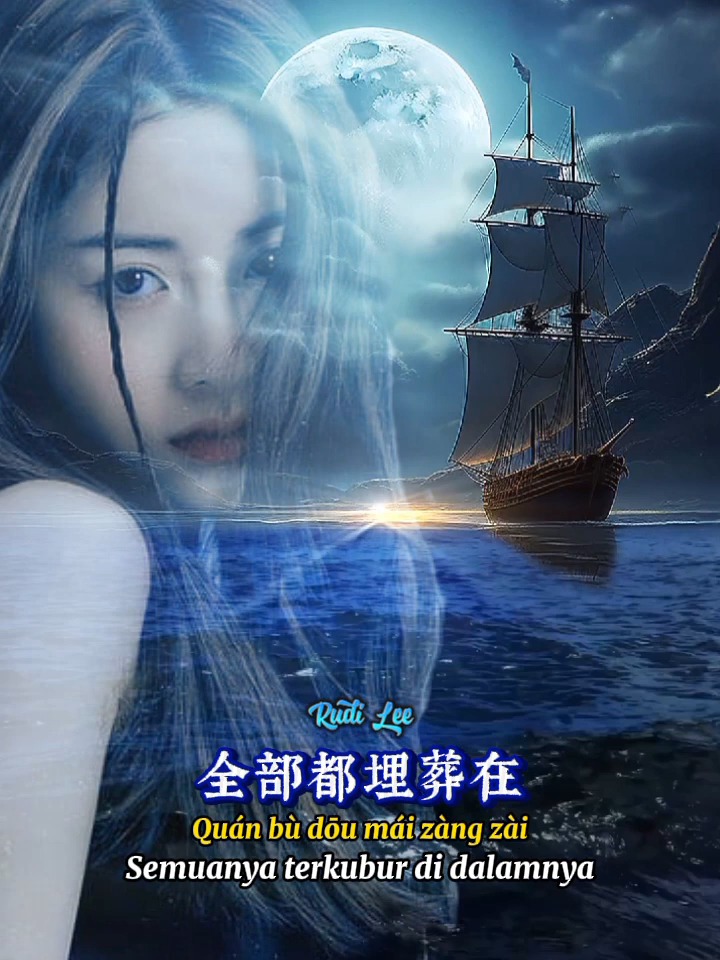 Rudi Lee
全部都埋葬在
Quán bù dōu mái zàng zài
Semuanya terkubur di dalamnya